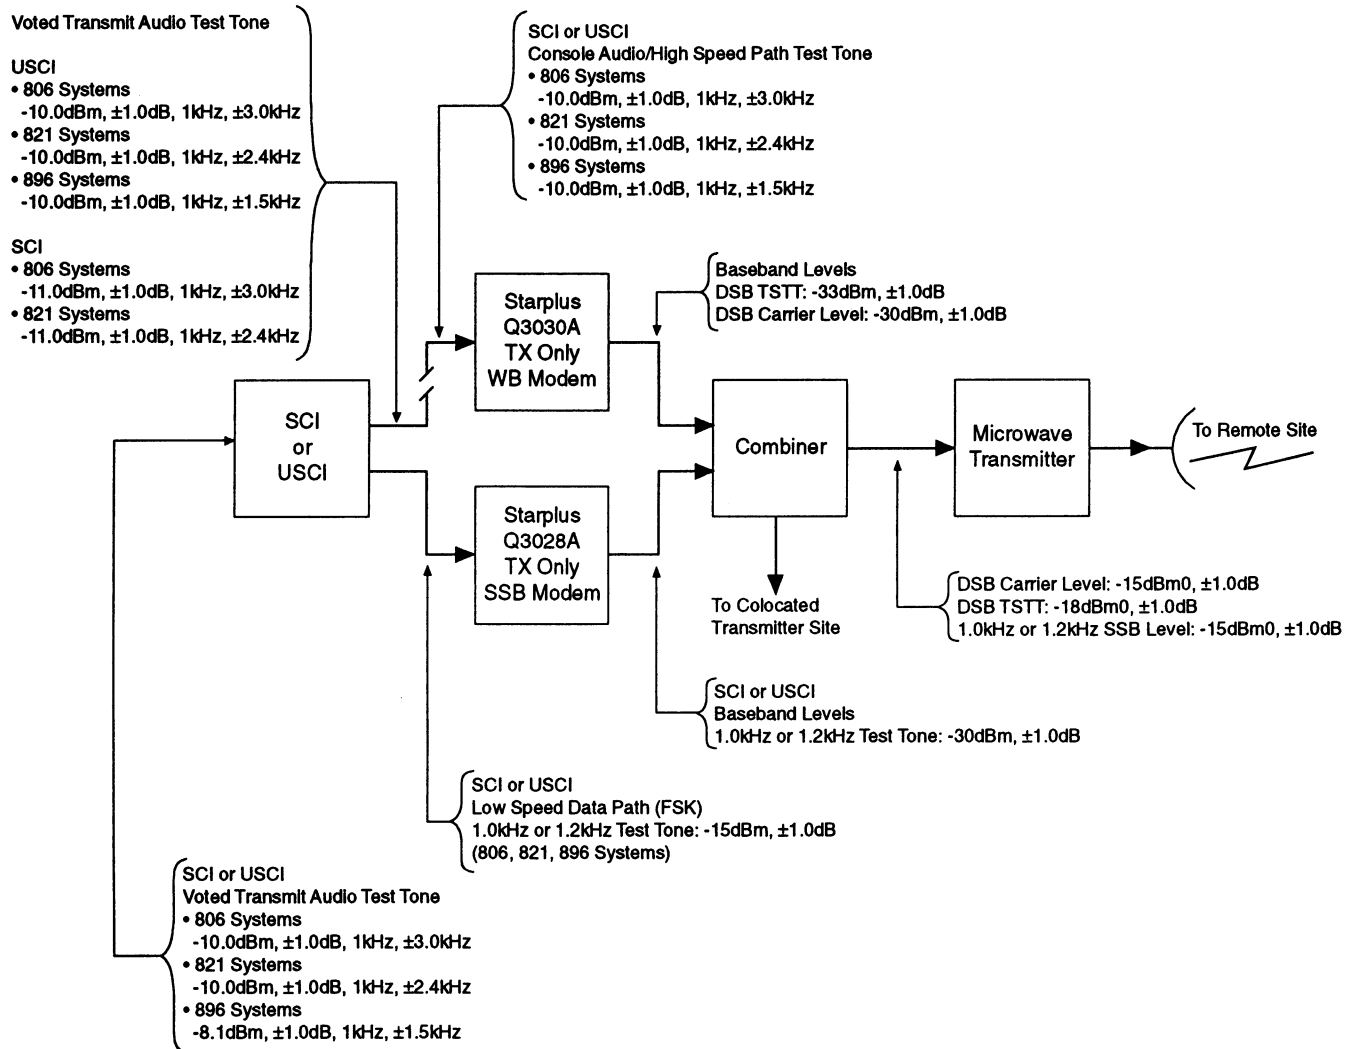 Voted Transmit Audio Test Tone
USCI
• 806 Systems
-10.0dBm, ±1.0dB, 1kHz, ±3.0kHz
• 821 Systems
-10.0dBm, ±1.0dB, 1kHz, ±2.4kHz
• 896 Systems
-10.0dBm, ±1.0dB, 1kHz, ±1.5kHz
SCI
• 806 Systems
-11.0dBm, ±1.0dB, 1kHz, ±3.0kHz
• 821 Systems
-11.0dBm, ±1.0dB, 1kHz, ±2.4kHz
SCI or USCI
Console Audio/High Speed Path Test Tone
• 806 Systems
-10.0dBm, ±1.0dB, 1kHz, ±3.0kHz
• 821 Systems
-10.0dBm, ±1.0dB, 1kHz, ±2.4kHz
• 896 Systems
-10.0dBm, ±1.0dB, 1kHz, ±1.5kHz
Baseband Levels
DSB TSTT: -33dBm, ±1.0dB
DSB Carrier Level: -30dBm, ±1.0dB
Starplus
Q3030A
TX Only
WB Modem
SCI
or
USCI
Combiner
Microwave
Transmitter
To Remote Site
Starplus
Q3028A
TX Only
SSB Modem
To Colocated
Transmitter Site
DSB Carrier Level: -15dBm0, ±1.0dB
DSB TSTT: -18dBm0, ±1.0dB
1.0kHz or 1.2kHz SSB Level: -15dBm0, ±1.0dB
SCI or USCI
Baseband Levels
1.0kHz or 1.2kHz Test Tone: -30dBm, ±1.0dB
SCI or USCI
Low Speed Data Path (FSK)
1.0kHz or 1.2kHz Test Tone: -15dBm, ±1.0dB
(806, 821, 896 Systems)
SCI or USCI
Voted Transmit Audio Test Tone
• 806 Systems
-10.0dBm, ±1.0dB, 1kHz, ±3.0kHz
• 821 Systems
-10.0dBm, ±1.0dB, 1kHz, ±2.4kHz
• 896 Systems
-8.1dBm, ±1.0dB, 1kHz, ±1.5kHz